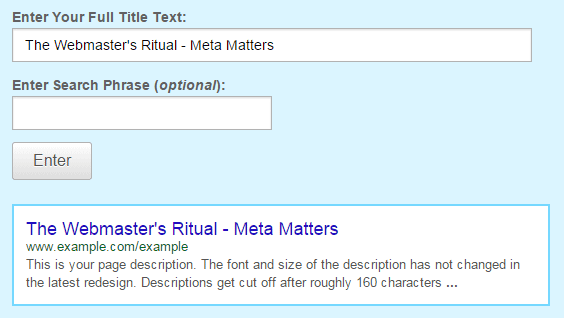 Enter Your Full Title Text:
The Webmaster's Ritual - Meta Matters
Enter Search Phrase (optional):
Enter
The Webmaster's Ritual - Meta Matters
www.example.com/example
This is your page description. The font and size of the description has not changed in
the latest redesign. Descriptions get cut off after roughly 160 characters ...